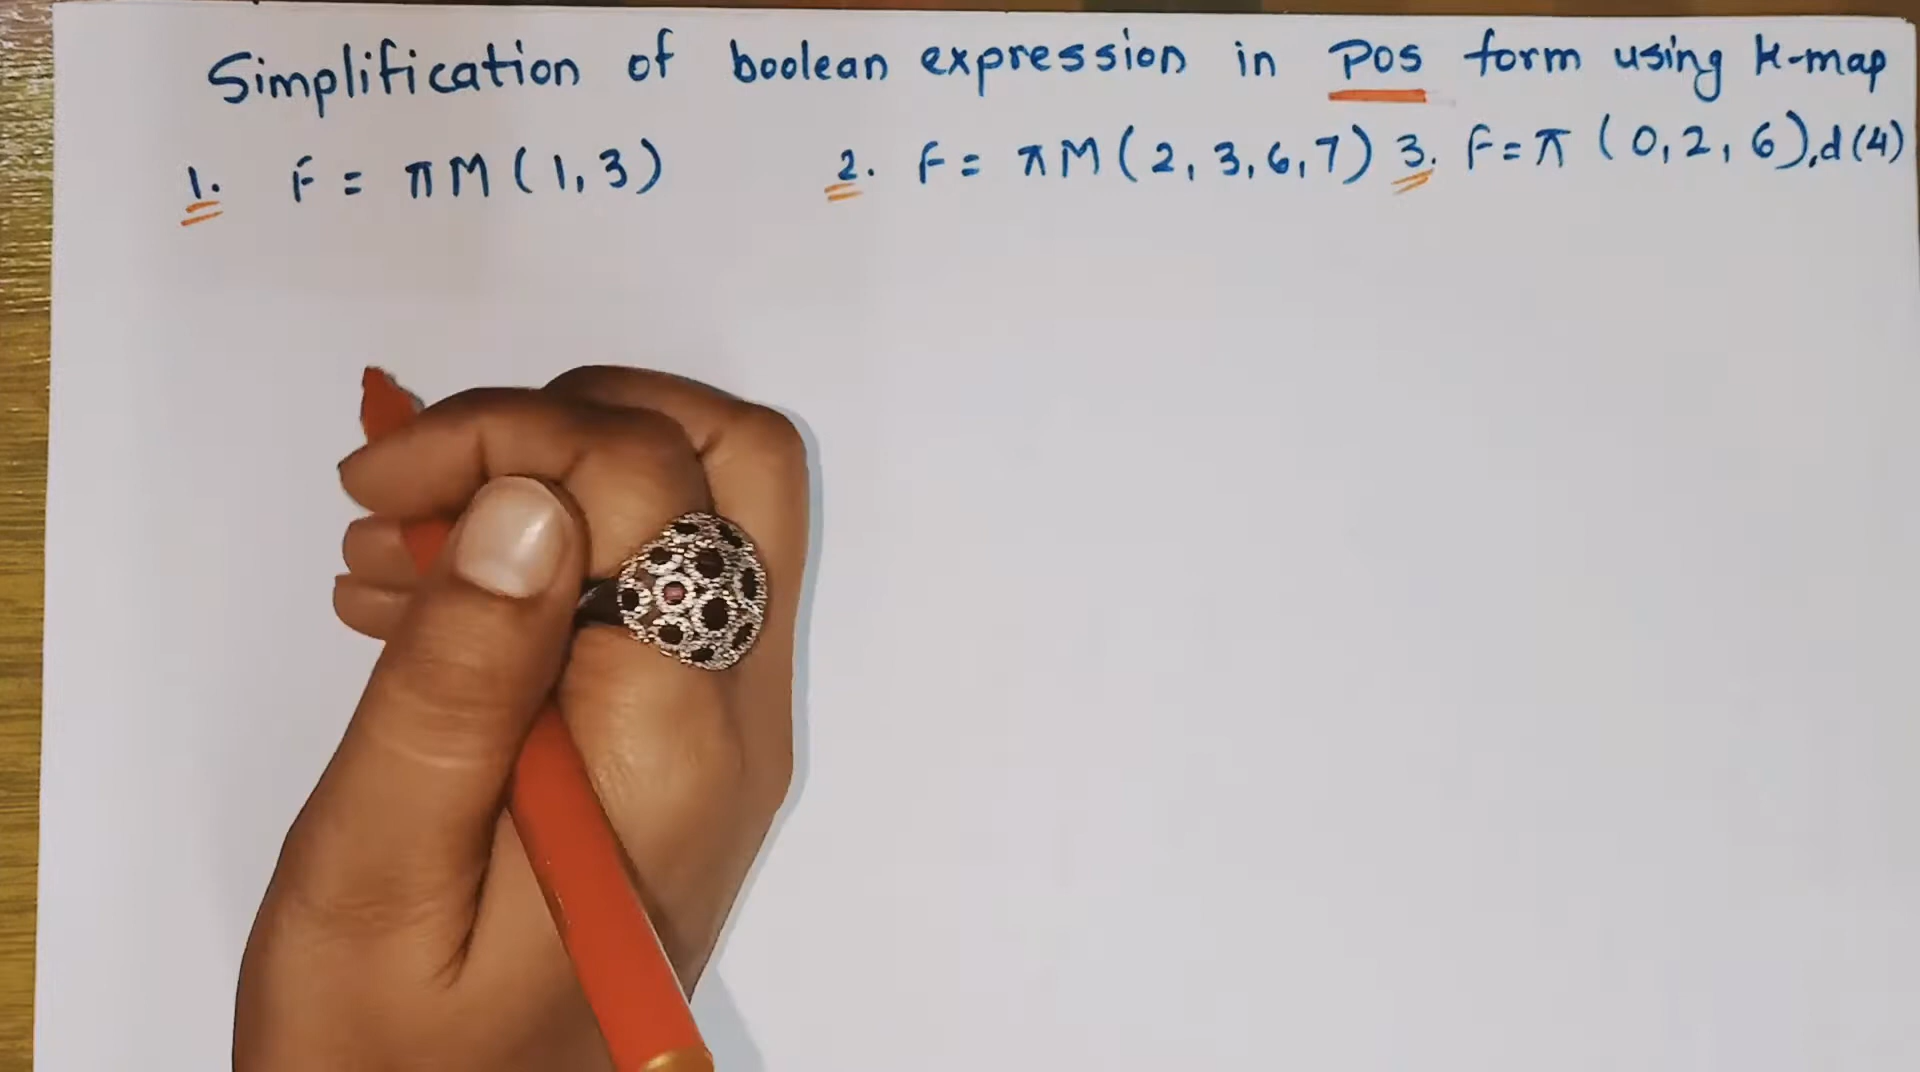 Simplification of boolean expression in POS form using K-map
1. F = πM(1,3) 2. F = πM(2,3,6,7) 3. F=π(0,2,6),d(4)